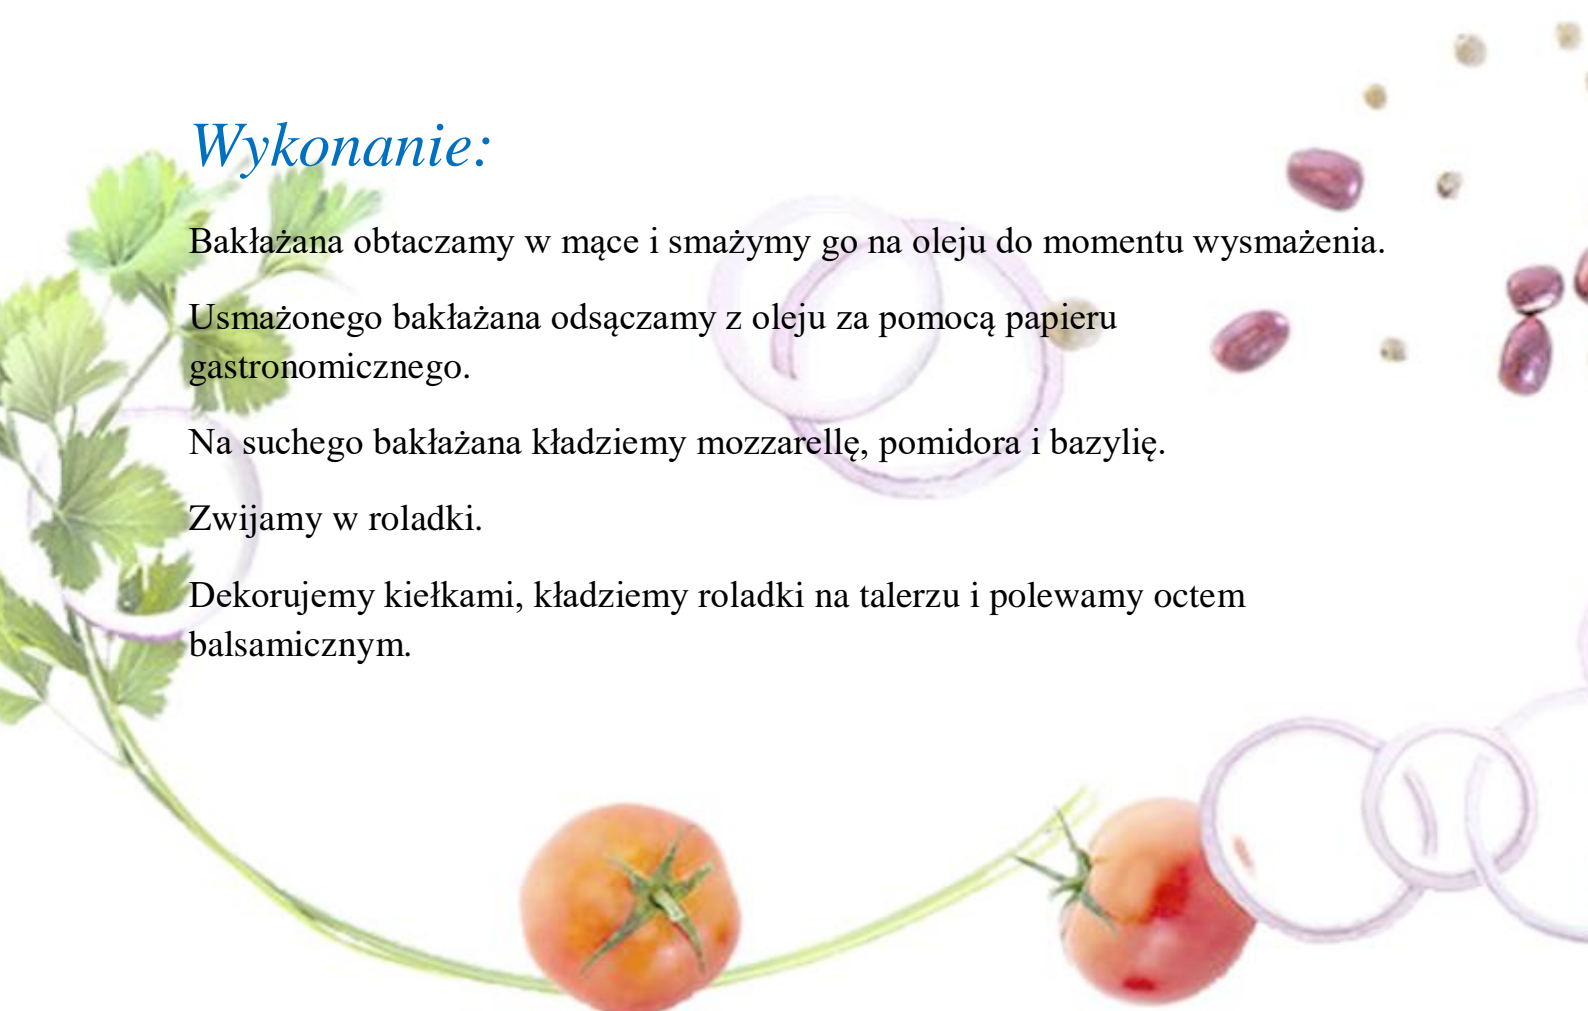 Wykonanie:
Bakłażana obtaczamy w mące i smażymy go na oleju do momentu wysmażenia.
Usmażonego bakłażana odsączamy z oleju za pomocą papieru
gastronomicznego.
Na suchego bakłażana kładziemy mozzarellę, pomidora i bazylię.
Zwijamy w roladki.
Dekorujemy kiełkami, kładziemy roladki na talerzu i polewamy octem
balsamicznym.